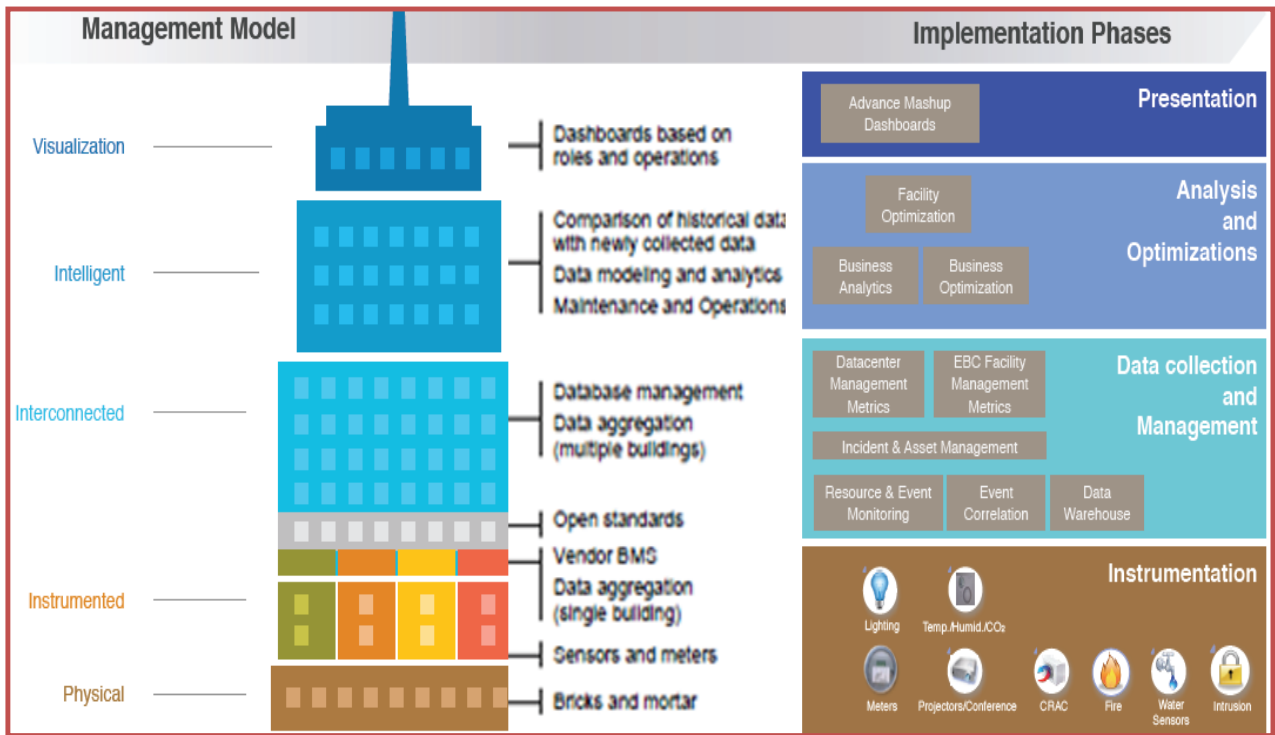 Management Model
Implementation Phases
Visualization
Dashboards based on
roles and operations
Intelligent
Comparison of historical data
with newly collected data
Data modeling and analytics
Maintenance and Operations
Interconnected
Database management
Data aggregation
(multiple buildings)
Open standards
Instrumented
Vendor BMS
Data aggregation
(single building)
Sensors and meters
Physical
Bricks and mortar
Presentation
Advance Mashup
Dashboards
Analysis
and
Optimizations
Facility
Optimization
Business
Analytics
Business
Optimization
Data collection
and
Management
Datacenter
Management
Metrics
EBC Facility
Management
Metrics
Incident & Asset Management
Resource & Event
Monitoring
Event
Correlation
Data
Warehouse
Instrumentation
Lighting
Temp./Humid./CO₂
Meters
Projectors/Conference
CRAC
Fire
Water
Sensors
Intrusion